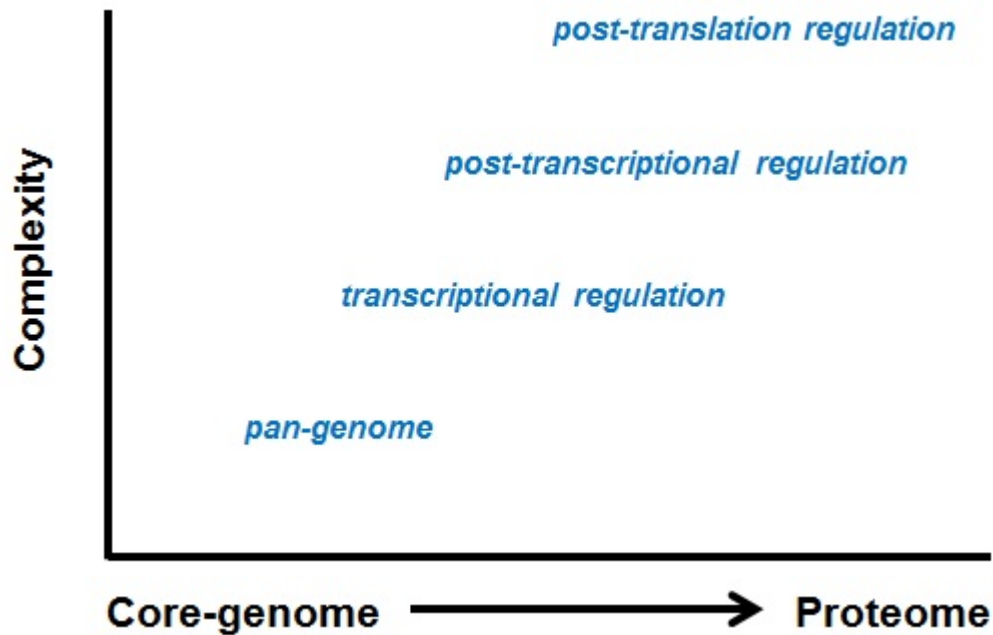 post-translation regulation
post-transcriptional regulation
transcriptional regulation
pan-genome
Complexity
Core-genome
Proteome